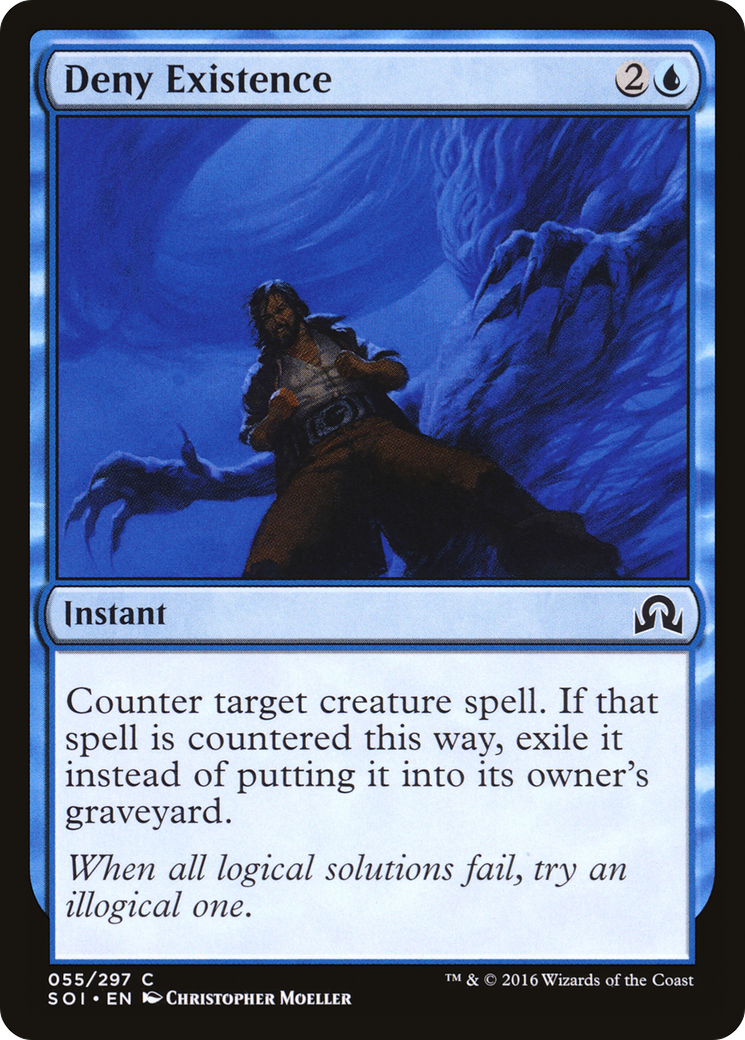 Deny Existence 2
Instant
Counter target creature spell. If that
spell is countered this way, exile it
instead of putting it into its owner's
graveyard.
When all logical solutions fail, try an
illogical one.
055/297 C
SOI • EN Christopher Moeller
™ & © 2016 Wizards of the Coast